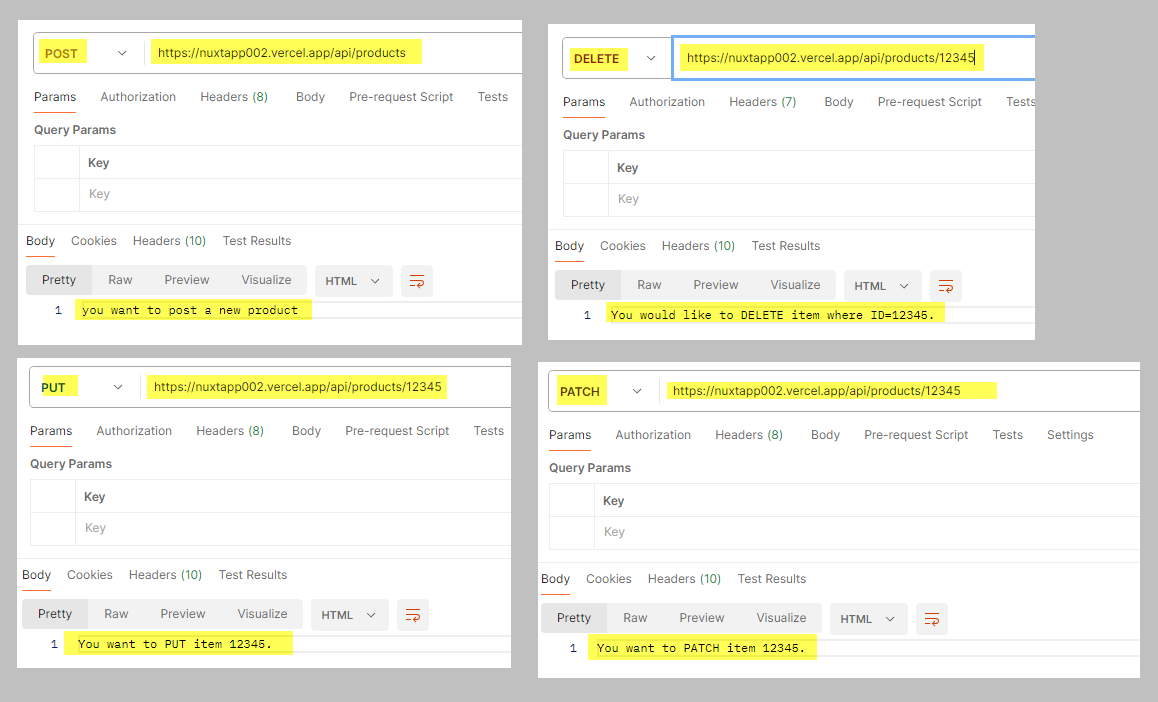 POST https://nuxtapp002.vercel.app/api/products
Params Authorization Headers (8) Body Pre-request Script Tests
Query Params
Key
Key
Body Cookies Headers (10) Test Results
Pretty Raw Preview Visualize HTML
1 you want to post a new product
DELETE https://nuxtapp002.vercel.app/api/products/12345
Params Authorization Headers (7) Body Pre-request Script Tests
Query Params
Key
Key
Body Cookies Headers (10) Test Results
Pretty Raw Preview Visualize HTML
1 You would like to DELETE item where ID=12345.
PUT https://nuxtapp002.vercel.app/api/products/12345
Params Authorization Headers (8) Body Pre-request Script Tests
Query Params
Key
Key
Body Cookies Headers (10) Test Results
Pretty Raw Preview Visualize HTML
1 You want to PUT item 12345.
PATCH https://nuxtapp002.vercel.app/api/products/12345
Params Authorization Headers (8) Body Pre-request Script Tests Settings
Query Params
Key
Key
Body Cookies Headers (10) Test Results
Pretty Raw Preview Visualize HTML
1 You want to PATCH item 12345.